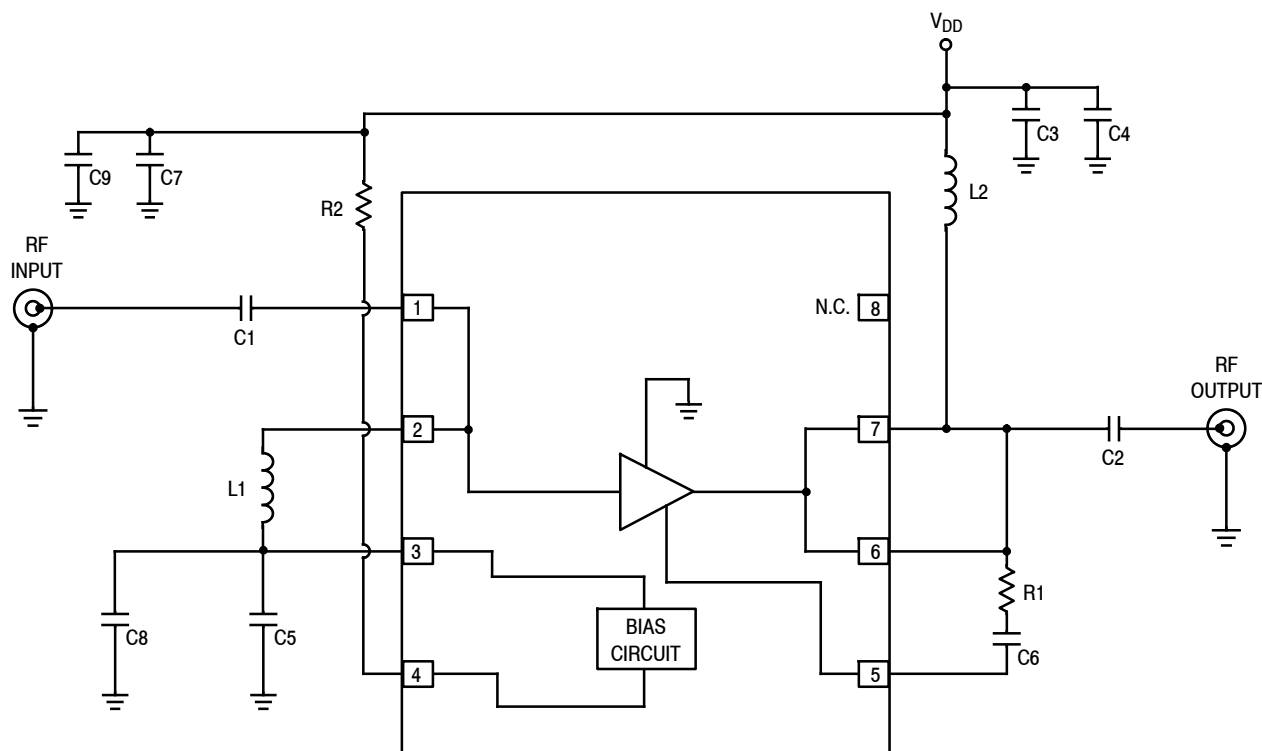 V_DD
C3
C4
C9
C7
R2
L2
RF
INPUT
C1
1
N.C.
8
RF
OUTPUT
2
7
C2
L1
3
6
R1
C8
C5
BIAS
CIRCUIT
C6
4
5